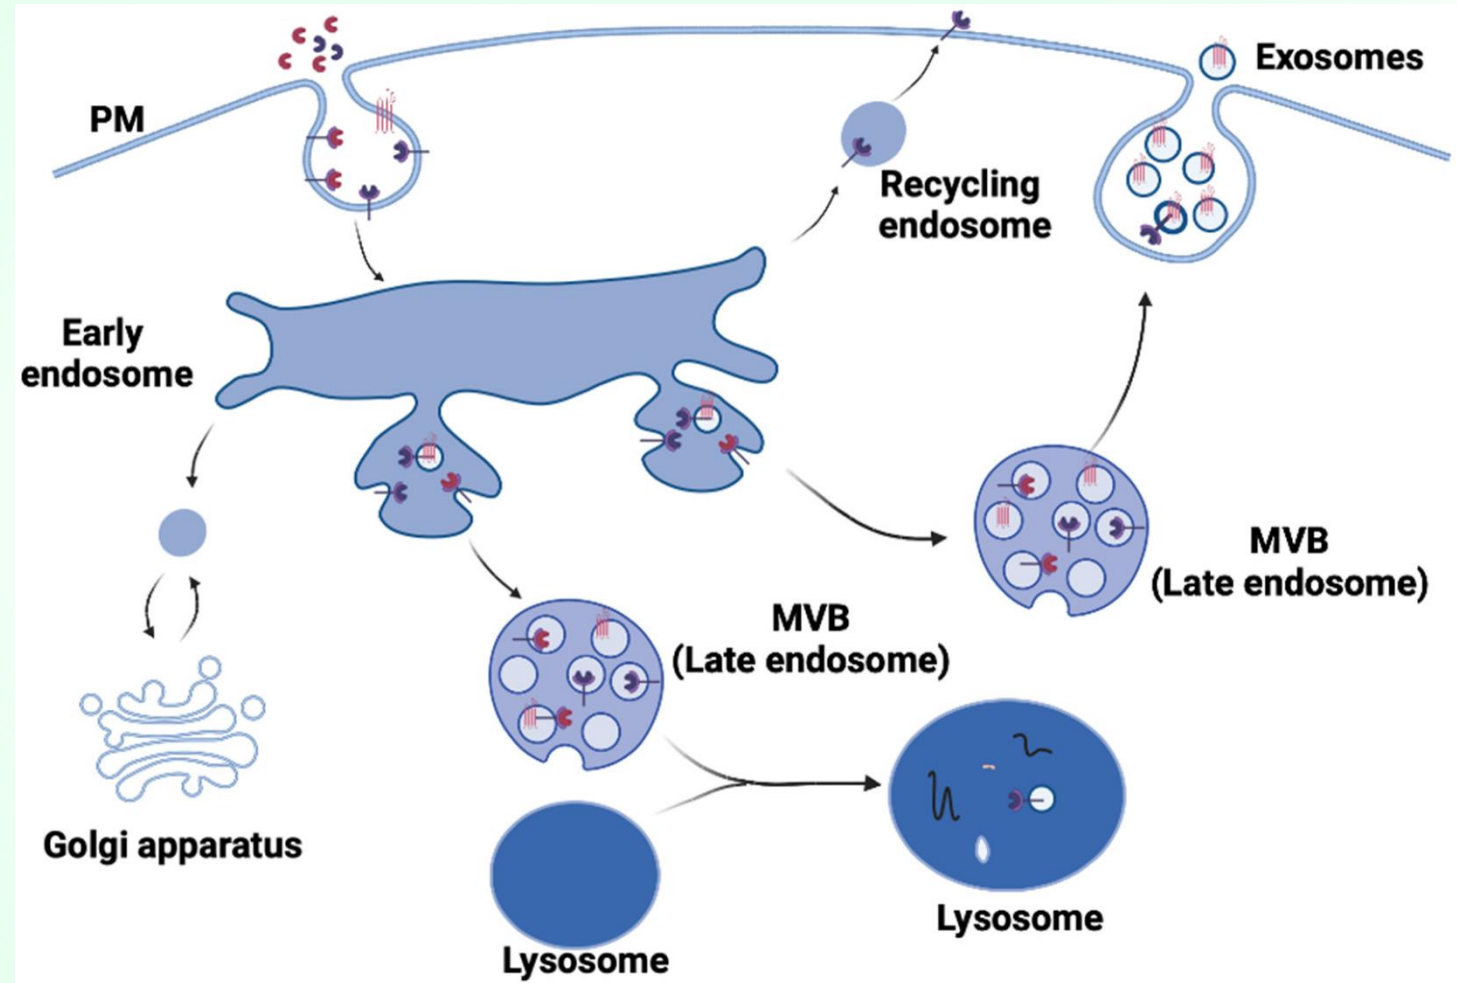 Exosomes
PM
Recycling
endosome
Early
endosome
MVB
(Late endosome)
MVB
(Late endosome)
Golgi apparatus
Lysosome
Lysosome